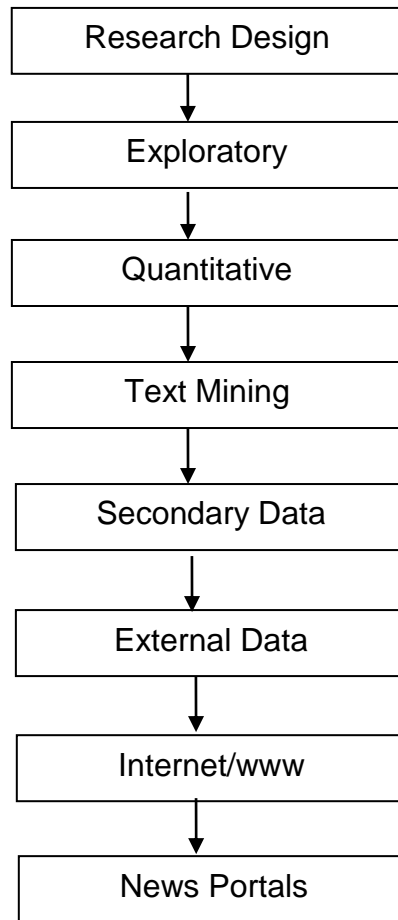 Research Design
Exploratory
Quantitative
Text Mining
Secondary Data
External Data
Internet/www
News Portals